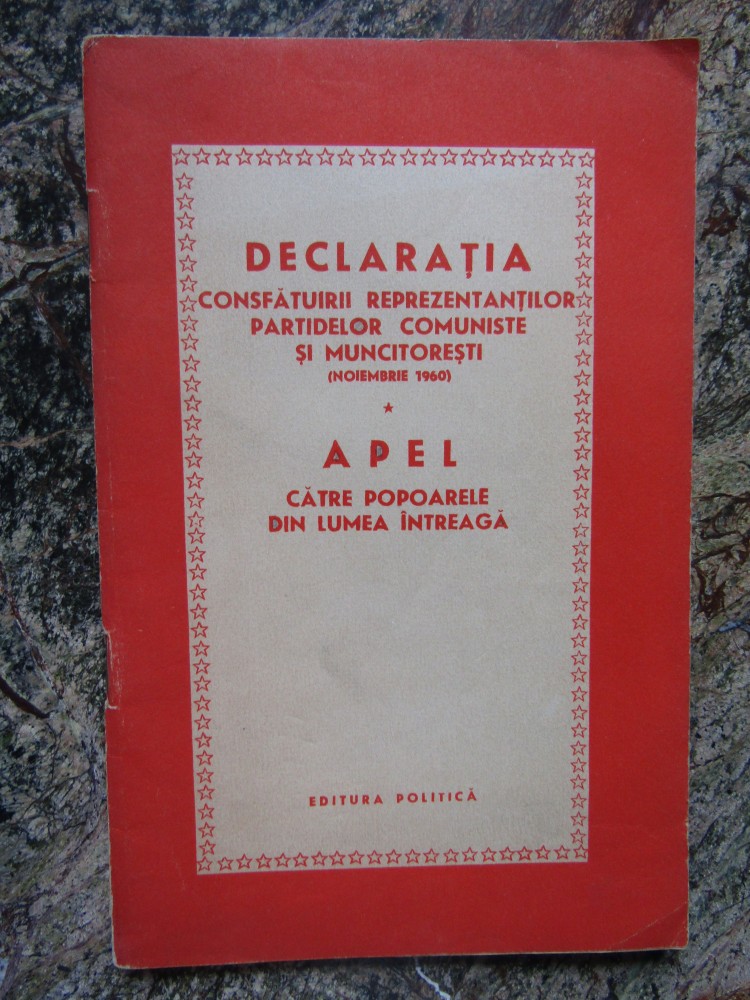 DECLARAȚIA
CONSFĂTUIRII REPREZENTANȚILOR
PARTIDELOR COMUNISTE
ȘI MUNCITOREȘTI
(NOIEMBRIE 1960)
APEL
CĂTRE POPOARELE
DIN LUMEA ÎNTREAGĂ
EDITURA POLITICĂ